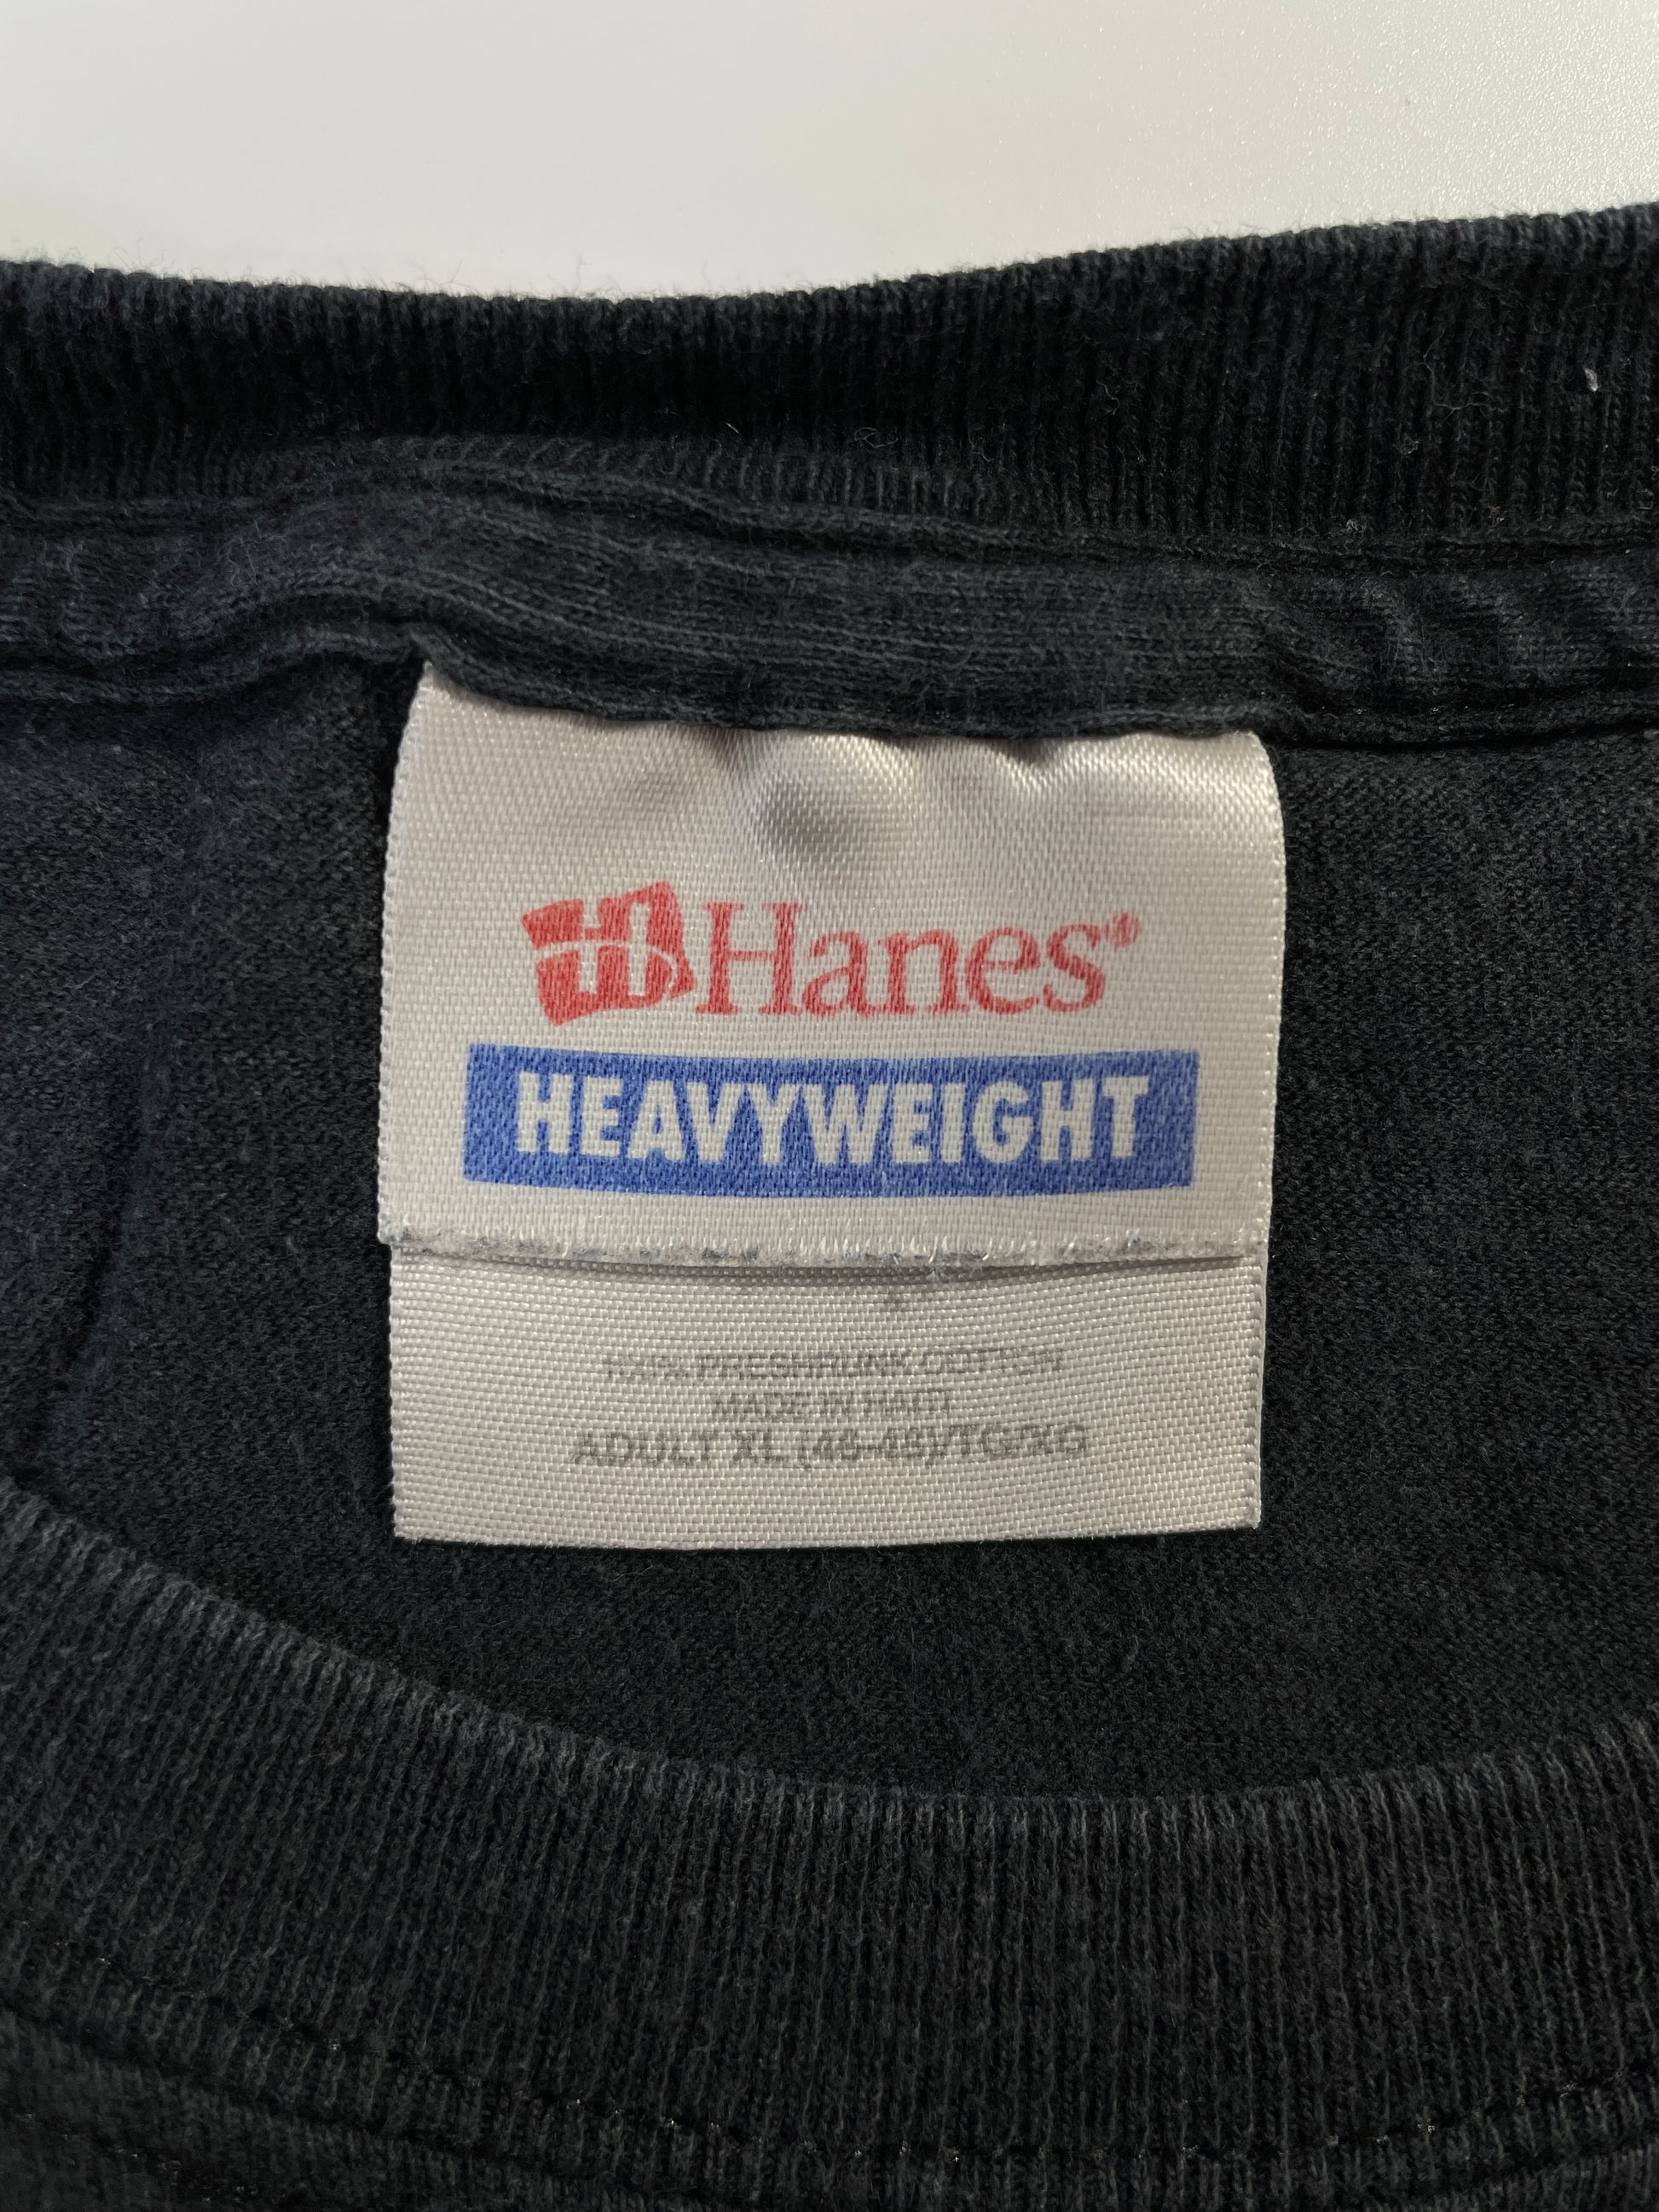 H Hanes®
HEAVYWEIGHT
100% PRESHRUNK COTTON
MADE IN HAITI
ADULT XL (46-48)/TG/XG